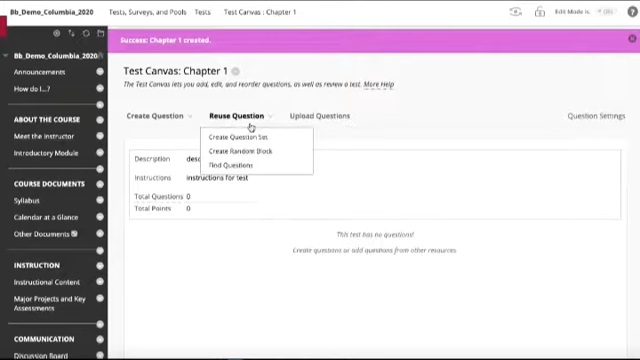 Bb_Demo_Columbia_2020
Tests, Surveys, and Pools
Tests
Test Canvas : Chapter 1
Edit Mode is:
?
Success: Chapter 1 created.
Bb_Demo_Columbia_2020
Announcements
How do I...?
ABOUT THE COURSE
Meet the Instructor
Introductory Module
COURSE DOCUMENTS
Syllabus
Calendar at a Glance
Other Documents
INSTRUCTION
Instructional Content
Major Projects and Key
Assessments
COMMUNICATION
Discussion Board
Test Canvas: Chapter 1
The Test Canvas lets you add, edit, and reorder questions, as well as review a test. More Help
Create Question
Reuse Question
Upload Questions
Question Settings
Create Question Set
Create Random Block
Find Questions
Description
Instructions instructions for test
Total Questions 0
Total Points 0
This test has no questions!
Create questions or add questions from other resources.